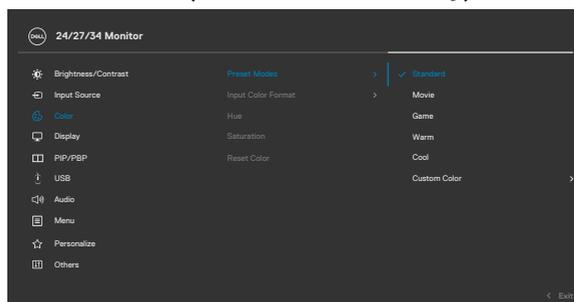 DELL 24/27/34 Monitor
Brightness/Contrast Preset Modes > ✓ Standard
Input Source Input Color Format > Movie
Color Hue Game
Display Saturation Warm
PIP/PBP Reset Color Cool
USB Custom Color >
Audio
Menu
Personalize
Others
< Exit